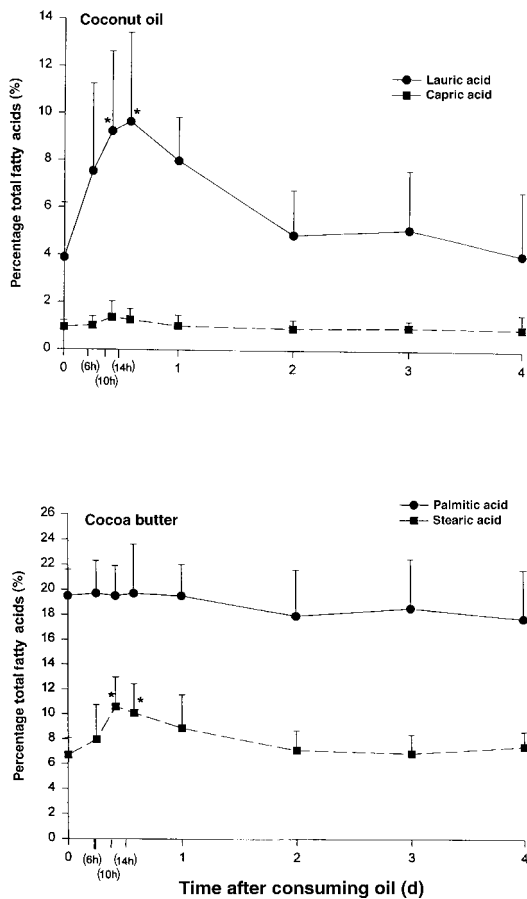 Coconut oil
Lauric acid
Capric acid
Percentage total fatty acids (%)
14
12
10
8
6
4
2
0
*
*
0
(6h)
(10h)
(14h)
1
2
3
4
Cocoa butter
Palmitic acid
Stearic acid
Percentage total fatty acids (%)
26
24
22
20
18
16
14
12
10
8
6
4
2
0
*
*
0
(6h)
(10h)
(14h)
1
2
3
4
Time after consuming oil (d)